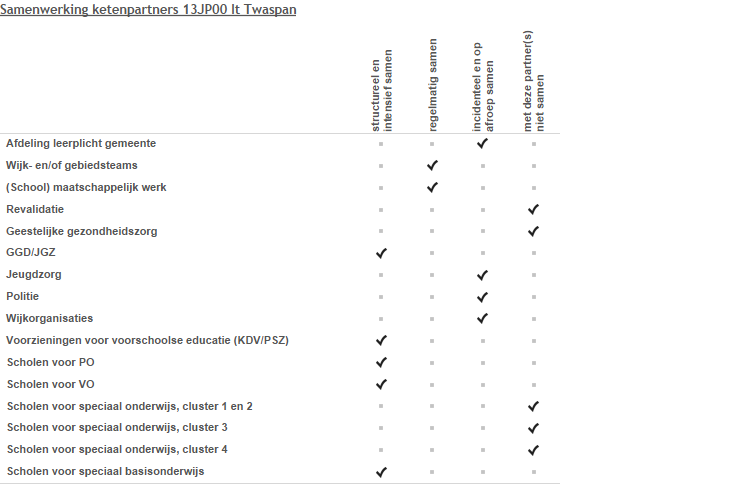 Samenwerking ketenpartners 13JP00 It Twaspan
structureel en
intensief samen
regelmatig samen
incidenteel en op
afroep samen
met deze partner(s)
niet samen
Afdeling leerplicht gemeente
Wijk- en/of gebiedsteams
(School) maatschappelijk werk
Revalidatie
Geestelijke gezondheidszorg
GGD/JGZ
Jeugdzorg
Politie
Wijkorganisaties
Voorzieningen voor voorschoolse educatie (KDV/PSZ)
Scholen voor PO
Scholen voor VO
Scholen voor speciaal onderwijs, cluster 1 en 2
Scholen voor speciaal onderwijs, cluster 3
Scholen voor speciaal onderwijs, cluster 4
Scholen voor speciaal basisonderwijs